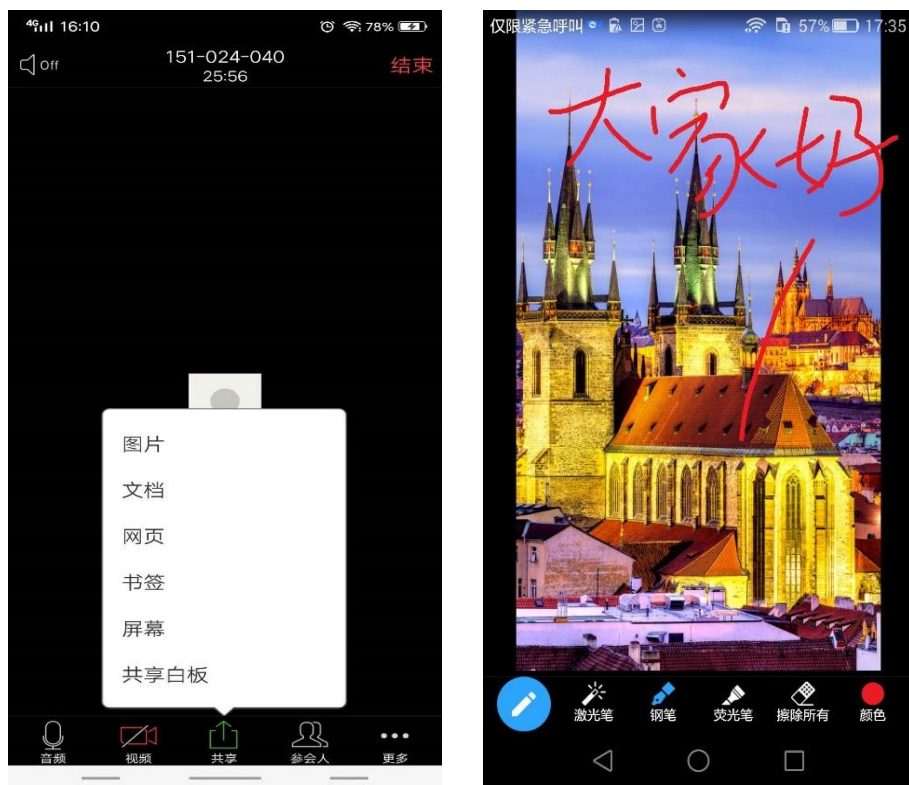 4G 16:10 78%
Off 151-024-040 结束
25:56
图片
文档
网页
书签
屏幕
共享白板
音频 视频 共享 参会人 更多
仅限紧急呼叫 57% 17:35
大家好
激光笔 钢笔 荧光笔 擦除所有 颜色